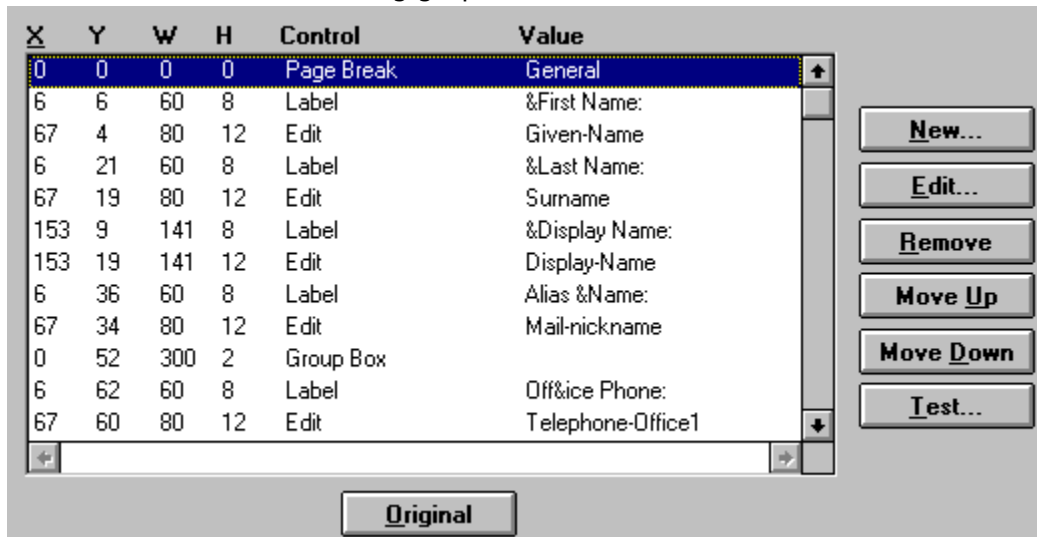 X Y W H Control Value
0 0 0 0 Page Break General
6 6 60 8 Label &First Name:
67 4 80 12 Edit Given-Name
6 21 60 8 Label &Last Name:
67 19 80 12 Edit Surname
153 9 141 8 Label &Display Name:
153 19 141 12 Edit Display-Name
6 36 60 8 Label Alias &Name:
67 34 80 12 Edit Mail-nickname
0 52 300 2 Group Box
6 62 60 8 Label Off&ice Phone:
67 60 80 12 Edit Telephone-Office1
New...
Edit...
Remove
Move Up
Move Down
Test...
Original